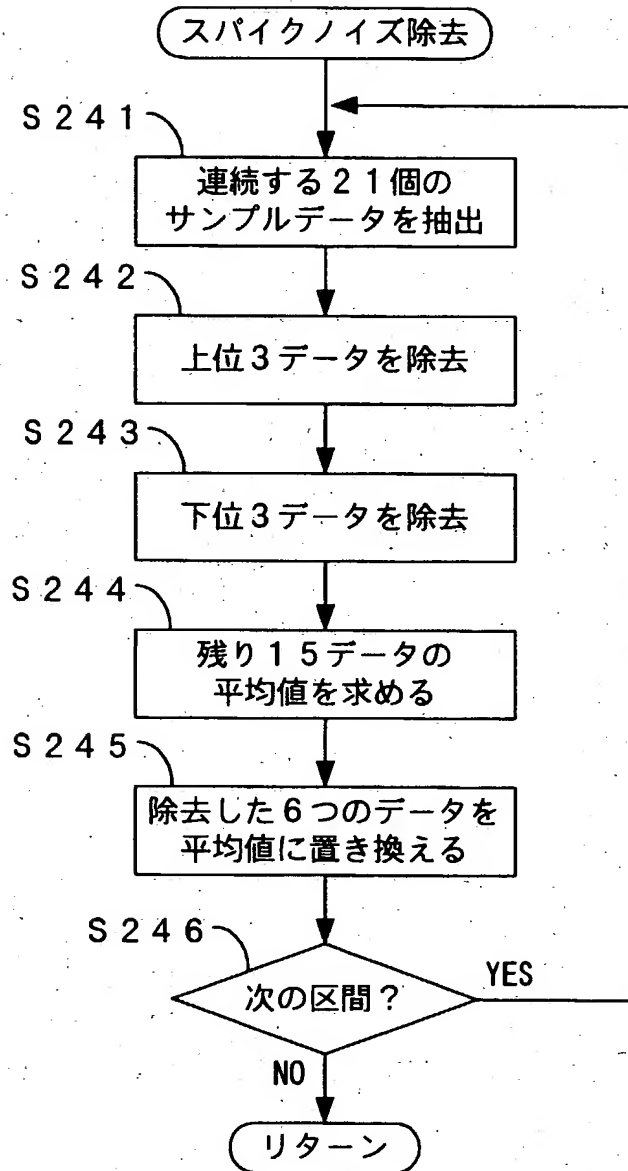 スパイクノイズ除去
S241
連続する21個の
サンプルデータを抽出
S242
上位3データを除去
S243
下位3データを除去
S244
残り15データの
平均値を求める
S245
除去した6つのデータを
平均値に置き換える
S246
次の区間?
YES
NO
リターン